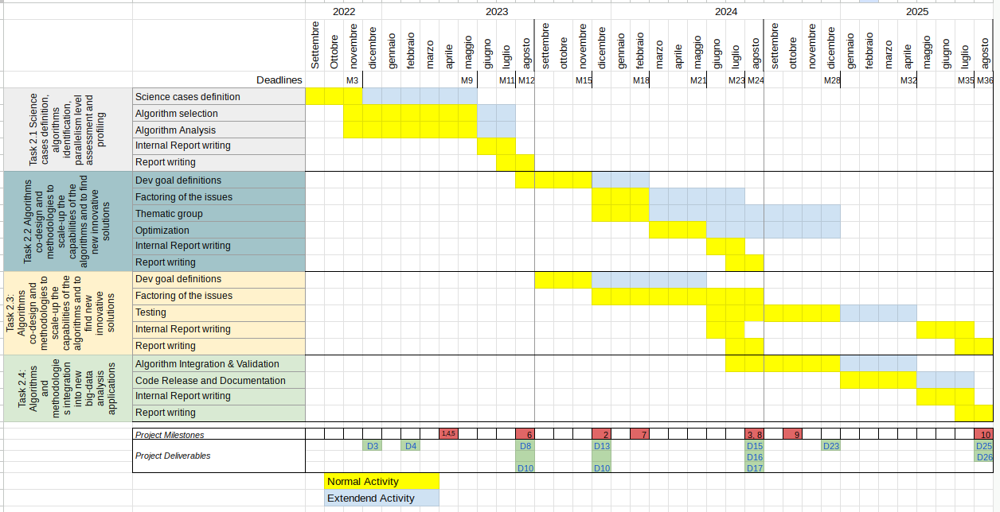 2022 2023 2024 2025
Settembre Ottobre novembre dicembre gennaio febbraio marzo aprile maggio giugno luglio agosto settembre ottobre novembre dicembre gennaio febbraio marzo aprile maggio giugno luglio agosto settembre ottobre novembre dicembre gennaio febbraio marzo aprile maggio giugno luglio agosto
Deadlines M3 M9 M11 M12 M15 M18 M21 M23 M24 M28 M32 M35 M36
Task 2.1 Science
cases definition,
algorithms
identification,
parallelism level
assessment and
profiling
Science cases definition
Algorithm selection
Algorithm Analysis
Internal Report writing
Report writing
Task 2.2 Algorithms
co-design and
methodologies to
scale-up the
capabilities of the
algorithms and to find
new innovative
solutions
Dev goal definitions
Factoring of the issues
Thematic group
Optimization
Internal Report writing
Report writing
Task 2.3:
Algorithms
co-design and
methodologies to
scale-up the
capabilities of the
algorithms and to
find new
innovative
solutions
Dev goal definitions
Factoring of the issues
Testing
Internal Report writing
Report writing
Task 2.4:
Algorithms
and
methodologie
s integration
into new
big-data
analysis
applications
Algorithm Integration & Validation
Code Release and Documentation
Internal Report writing
Report writing
Project Milestones 1,4,5 6 2 7 3, 8 9 10
Project Deliverables
D3 D4 D8 D13 D15 D23 D25
D16 D26
D10 D10 D17
Normal Activity
Extendend Activity